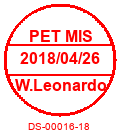 PET MIS
2018/04/26
W.Leonardo
DS-00016-18